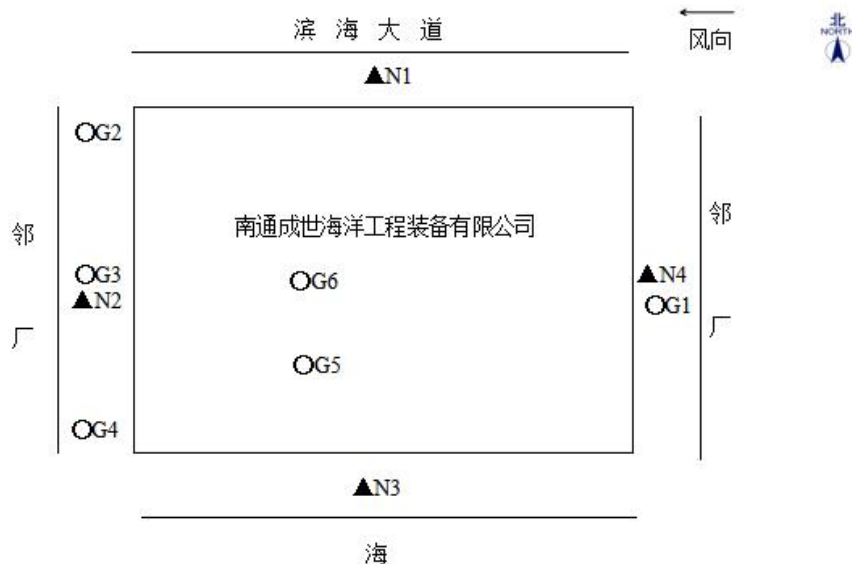 滨海大道
风向
北
NORTH
▲N1
○G2
邻
厂
南通成世海洋工程装备有限公司
邻
厂
○G3
▲N2
○G6
▲N4
○G1
○G5
○G4
▲N3
海